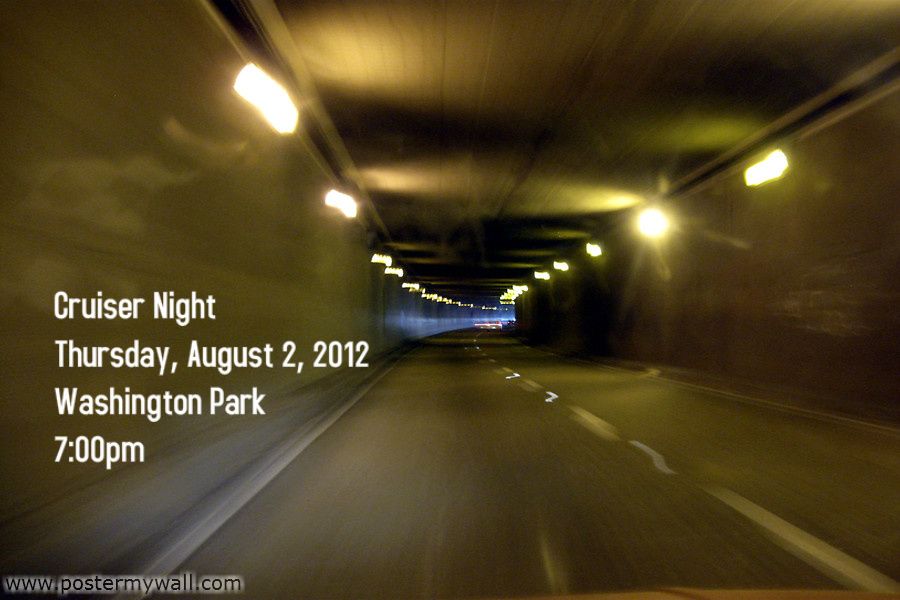 Cruiser Night
Thursday, August 2, 2012
Washington Park
7:00pm
www.postermywall.com